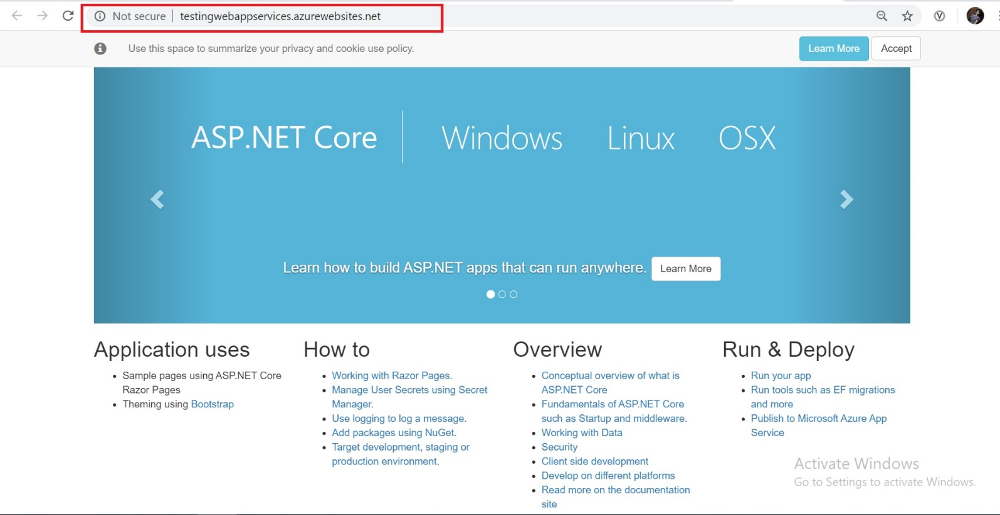 Not secure | testingwebappservices.azurewebsites.net
Use this space to summarize your privacy and cookie use policy.
Learn More
Accept
ASP.NET Core
Windows
Linux
OSX
Learn how to build ASP.NET apps that can run anywhere.
Learn More
Application uses
Sample pages using ASP.NET Core
Razor Pages
Theming using Bootstrap
How to
Working with Razor Pages.
Manage User Secrets using Secret
Manager.
Use logging to log a message.
Add packages using NuGet.
Target development, staging or
production environment.
Overview
Conceptual overview of what is
ASP.NET Core
Fundamentals of ASP.NET Core
such as Startup and middleware.
Working with Data
Security
Client side development
Develop on different platforms
Read more on the documentation
site
Run & Deploy
Run your app
Run tools such as EF migrations
and more
Publish to Microsoft Azure App
Service
Activate Windows
Go to Settings to activate Windows.